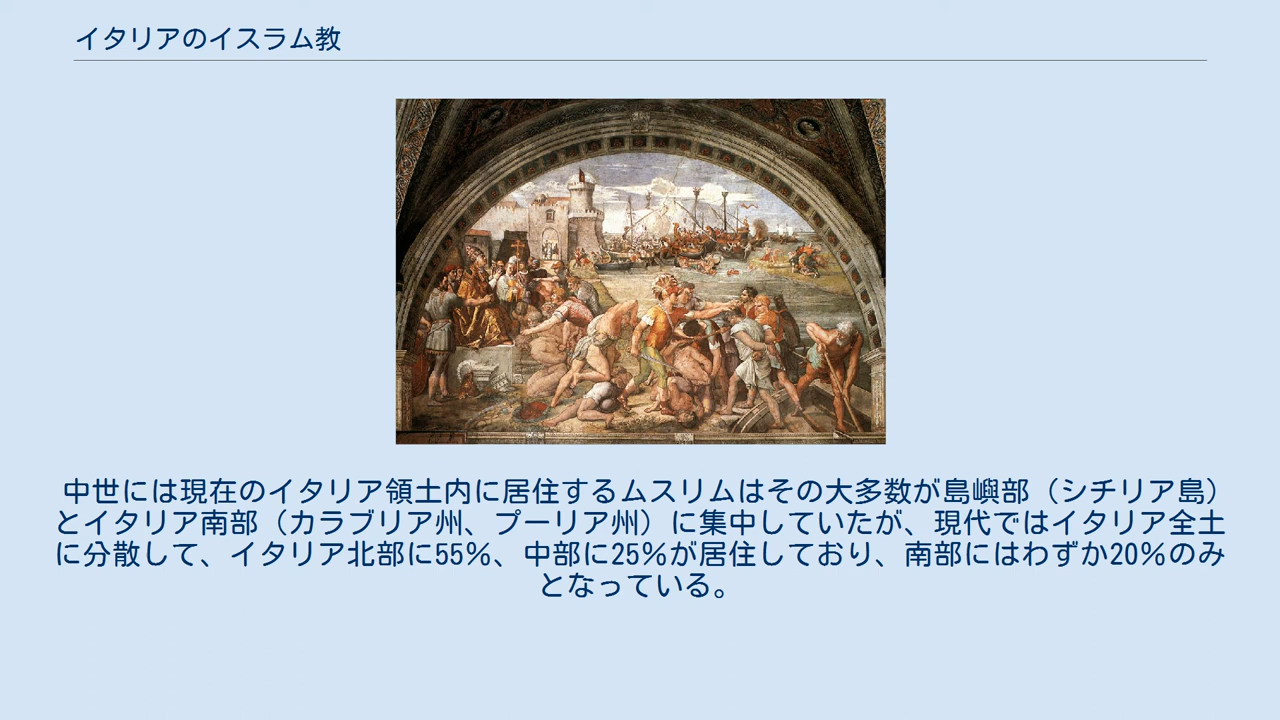 イタリアのイスラム教
中世には現在のイタリア領土内に居住するムスリムはその大多数が島嶼部（シチリア島）
とイタリア南部（カラブリア州、プーリア州）に集中していたが、現代ではイタリア全土
に分散して、イタリア北部に55%、中部に25%が居住しており、南部にはわずか20%のみ
となっている。